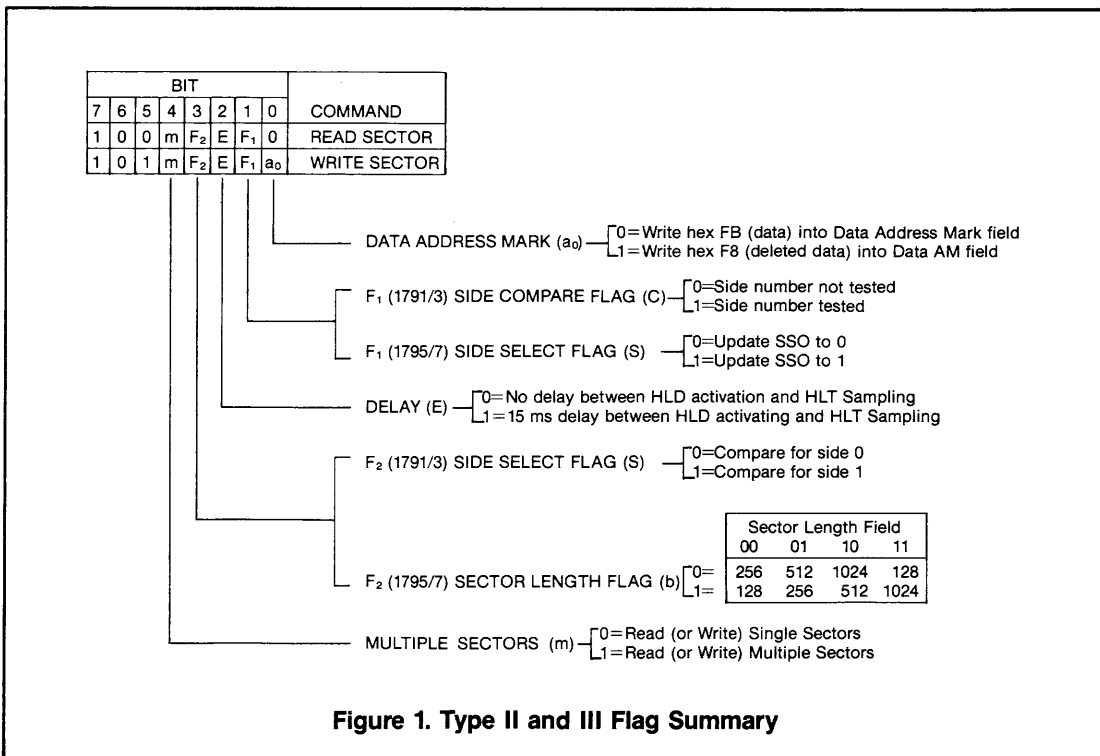 BIT
7 6 5 4 3 2 1 0 COMMAND
1 0 0 m F₂ E F₁ 0 READ SECTOR
1 0 1 m F₂ E F₁ a₀ WRITE SECTOR
DATA ADDRESS MARK (a₀) 0=Write hex FB (data) into Data Address Mark field
1=Write hex F8 (deleted data) into Data AM field
F₁ (1791/3) SIDE COMPARE FLAG (C) 0=Side number not tested
1=Side number tested
F₁ (1795/7) SIDE SELECT FLAG (S) 0=Update SSO to 0
1=Update SSO to 1
DELAY (E) 0=No delay between HLD activation and HLT Sampling
1=15 ms delay between HLD activating and HLT Sampling
F₂ (1791/3) SIDE SELECT FLAG (S) 0=Compare for side 0
1=Compare for side 1
Sector Length Field
00 01 10 11
F₂ (1795/7) SECTOR LENGTH FLAG (b) 0= 256 512 1024 128
1= 128 256 512 1024
MULTIPLE SECTORS (m) 0=Read (or Write) Single Sectors
1=Read (or Write) Multiple Sectors
Figure 1. Type II and III Flag Summary